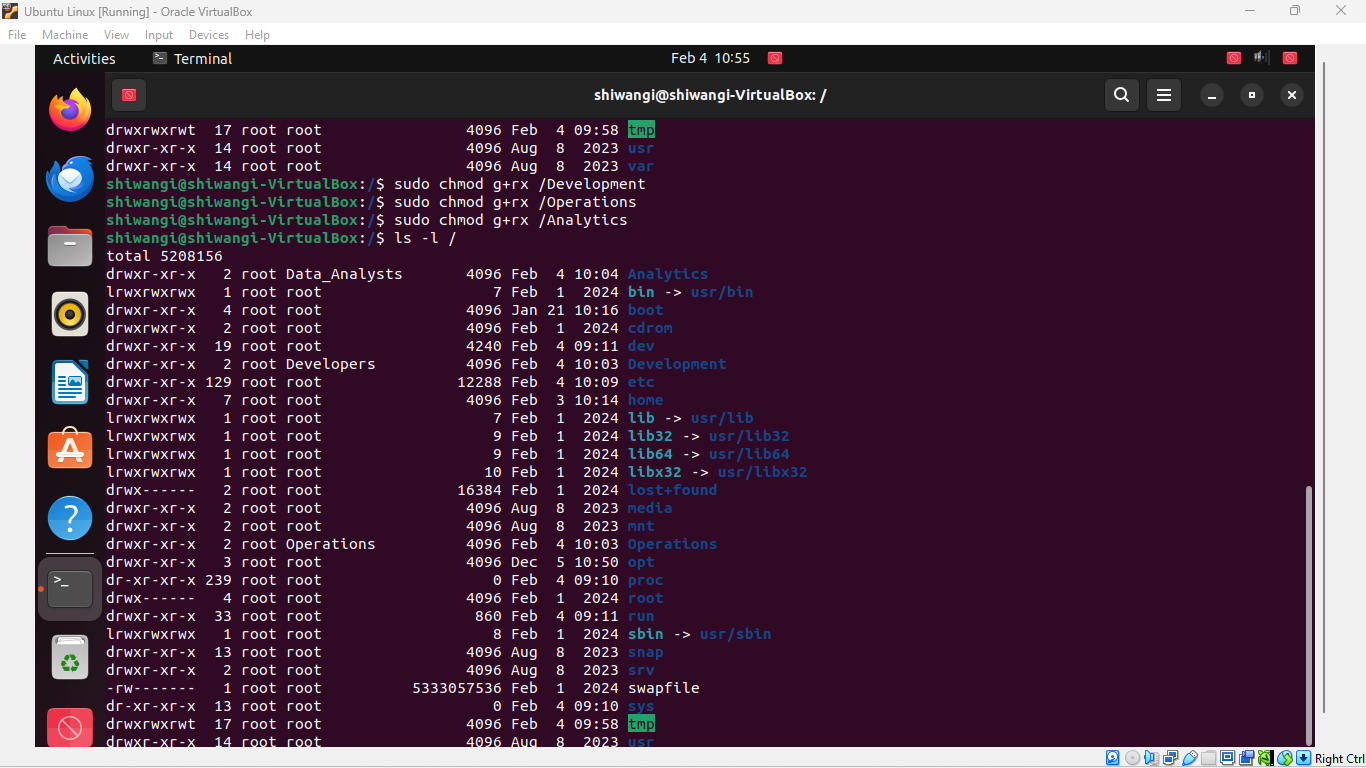 Ubuntu Linux [Running] - Oracle VirtualBox
File Machine View Input Devices Help
Activities Terminal Feb 4 10:55
shiwangi@shiwangi-VirtualBox: /
drwxrwxrwt 17 root root 4096 Feb 4 09:58 tmp
drwxr-xr-x 14 root root 4096 Aug 8 2023 usr
drwxr-xr-x 14 root root 4096 Aug 8 2023 var
shiwangi@shiwangi-VirtualBox:/$ sudo chmod g+rx /Development
shiwangi@shiwangi-VirtualBox:/$ sudo chmod g+rx /Operations
shiwangi@shiwangi-VirtualBox:/$ sudo chmod g+rx /Analytics
shiwangi@shiwangi-VirtualBox:/$ ls -l /
total 5208156
drwxr-xr-x 2 root Data_Analysts 4096 Feb 4 10:04 Analytics
lrwxrwxrwx 1 root root 7 Feb 1 2024 bin -> usr/bin
drwxr-xr-x 4 root root 4096 Jan 21 10:16 boot
drwxrwxr-x 2 root root 4096 Feb 1 2024 cdrom
drwxr-xr-x 19 root root 4240 Feb 4 09:11 dev
drwxr-xr-x 2 root Developers 4096 Feb 4 10:03 Development
drwxr-xr-x 129 root root 12288 Feb 4 10:09 etc
drwxr-xr-x 7 root root 4096 Feb 3 10:14 home
lrwxrwxrwx 1 root root 7 Feb 1 2024 lib -> usr/lib
lrwxrwxrwx 1 root root 9 Feb 1 2024 lib32 -> usr/lib32
lrwxrwxrwx 1 root root 9 Feb 1 2024 lib64 -> usr/lib64
lrwxrwxrwx 1 root root 10 Feb 1 2024 libx32 -> usr/libx32
drwx------ 2 root root 16384 Feb 1 2024 lost+found
drwxr-xr-x 2 root root 4096 Aug 8 2023 media
drwxr-xr-x 2 root root 4096 Aug 8 2023 mnt
drwxr-xr-x 2 root Operations 4096 Feb 4 10:03 Operations
drwxr-xr-x 3 root root 4096 Dec 5 10:50 opt
dr-xr-xr-x 239 root root 0 Feb 4 09:10 proc
drwx------ 4 root root 4096 Feb 1 2024 root
drwxr-xr-x 33 root root 860 Feb 4 09:11 run
lrwxrwxrwx 1 root root 8 Feb 1 2024 sbin -> usr/sbin
drwxr-xr-x 13 root root 4096 Aug 8 2023 snap
drwxr-xr-x 2 root root 4096 Aug 8 2023 srv
-rw------- 1 root root 5333057536 Feb 1 2024 swapfile
dr-xr-xr-x 13 root root 0 Feb 4 09:10 sys
drwxrwxrwt 17 root root 4096 Feb 4 09:58 tmp
drwxr-xr-x 14 root root 4096 Aug 8 2023 usr
Right Ctrl